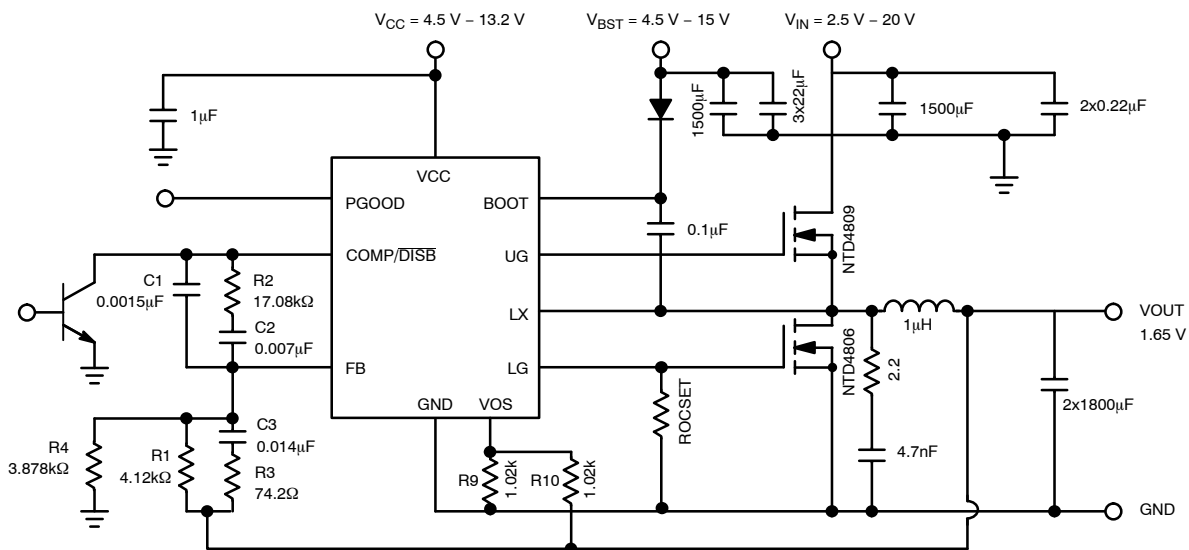 V_CC = 4.5 V − 13.2 V
V_BST = 4.5 V − 15 V
V_IN = 2.5 V − 20 V
1μF
1500μF
3x22μF
1500μF
2x0.22μF
VCC
PGOOD
BOOT
0.1μF
NTD4809
COMP/DISB
UG
C1
0.0015μF
R2
17.08kΩ
LX
1μH
VOUT
1.65 V
C2
0.007μF
FB
LG
NTD4806
2.2
GND
VOS
ROCSET
2x1800μF
R4
3.878kΩ
R1
4.12kΩ
C3
0.014μF
R3
74.2Ω
R9
1.02k
R10
1.02k
4.7nF
GND